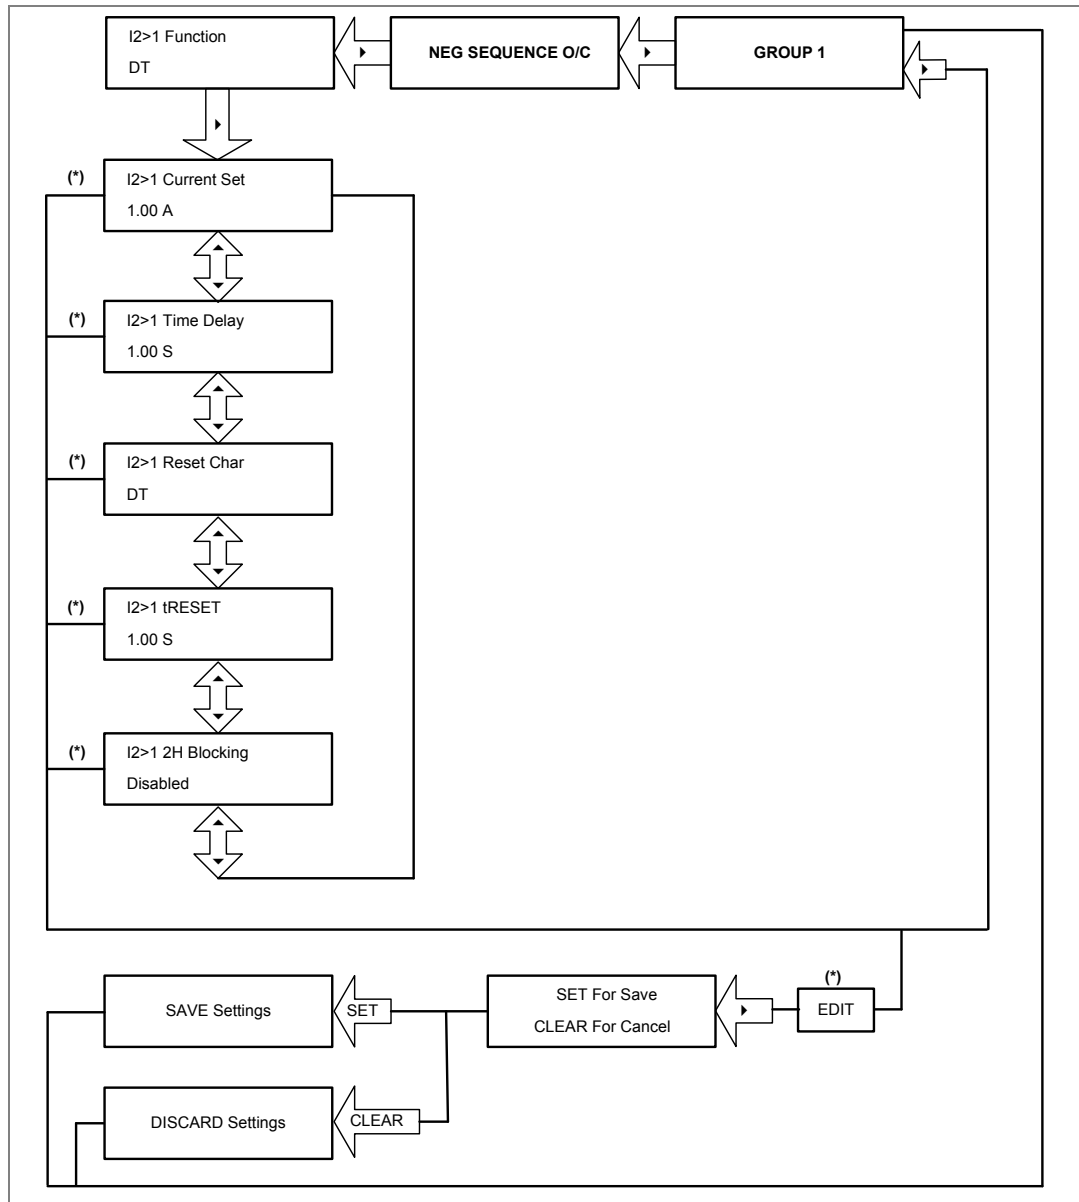 I2>1 Function
DT
NEG SEQUENCE O/C
GROUP 1
(*)
I2>1 Current Set
1.00 A
(*)
I2>1 Time Delay
1.00 S
(*)
I2>1 Reset Char
DT
(*)
I2>1 tRESET
1.00 S
(*)
I2>1 2H Blocking
Disabled
SAVE Settings
SET
SET For Save
CLEAR For Cancel
(*)
EDIT
DISCARD Settings
CLEAR